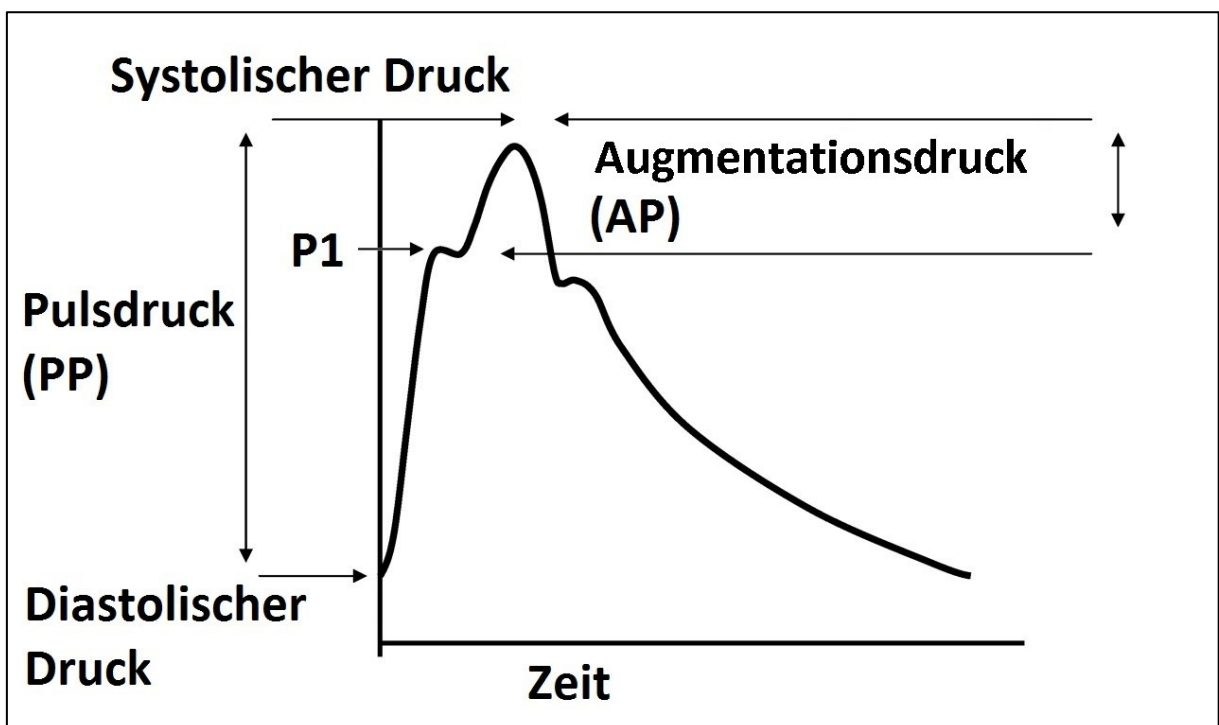 Systolischer Druck
Augmentationsdruck
(AP)
P1
Pulsdruck
(PP)
Diastolischer
Druck
Zeit